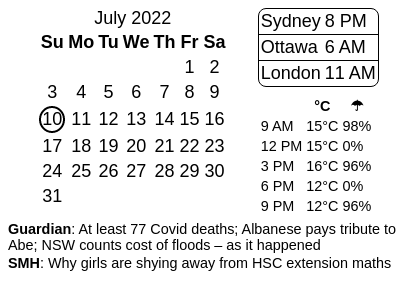 July 2022
Su Mo Tu We Th Fr Sa
1 2
3 4 5 6 7 8 9
10 11 12 13 14 15 16
17 18 19 20 21 22 23
24 25 26 27 28 29 30
31
Sydney 8 PM
Ottawa 6 AM
London 11 AM
°C ☂
9 AM 15°C 98%
12 PM 15°C 0%
3 PM 16°C 96%
6 PM 12°C 0%
9 PM 12°C 96%
Guardian: At least 77 Covid deaths; Albanese pays tribute to
Abe; NSW counts cost of floods – as it happened
SMH: Why girls are shying away from HSC extension maths